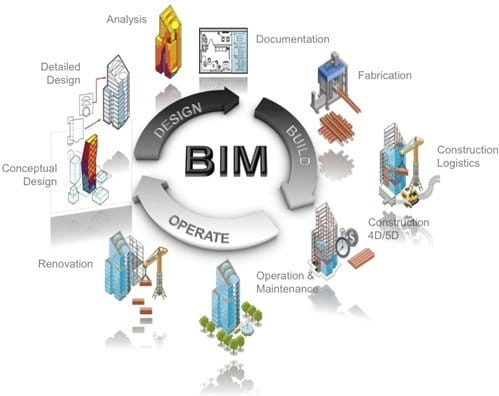 Analysis
Documentation
Detailed
Design
Fabrication
DESIGN
BUILD
BIM
Conceptual
Design
Construction
Logistics
OPERATE
Construction
4D/5D
Renovation
Operation &
Maintenance